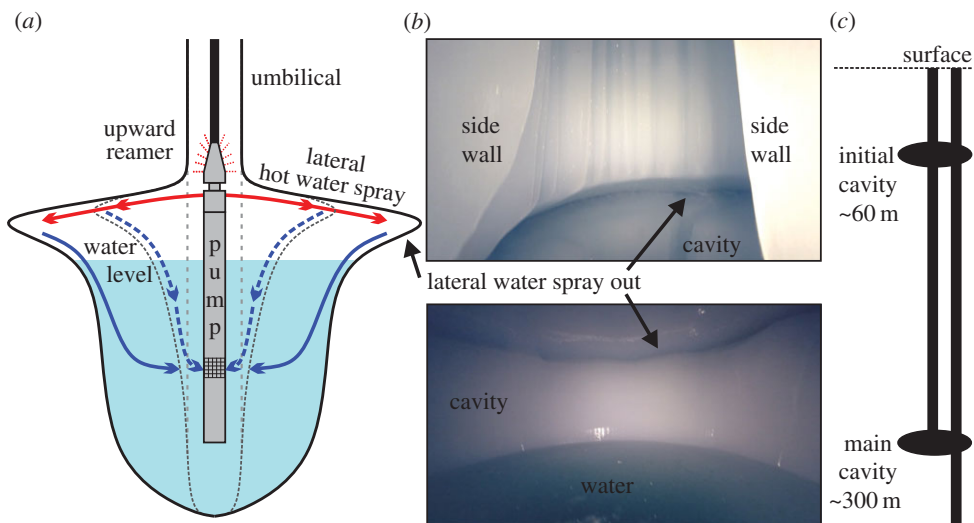 (a)
umbilical
upward
reamer
lateral
hot water spray
water
level
pump
(b)
side
wall
side
wall
cavity
lateral water spray out
cavity
water
(c)
surface
initial
cavity
~60 m
main
cavity
~300 m